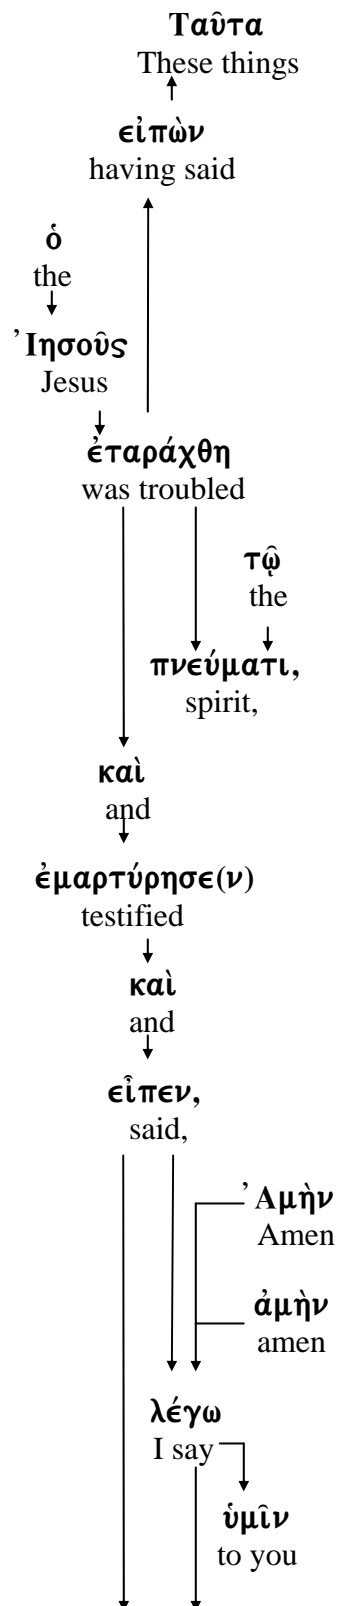 Ταῦτα
These things
εἰπὼν
having said
ὁ
the
Ἰησοῦς
Jesus
ἐταράχθη
was troubled
τῷ
the
πνεύματι,
spirit,
καὶ
and
ἐμαρτύρησε(ν)
testified
καὶ
and
εἶπεν,
said,
Ἀμὴν
Amen
ἀμὴν
amen
λέγω
I say
ὑμῖν
to you